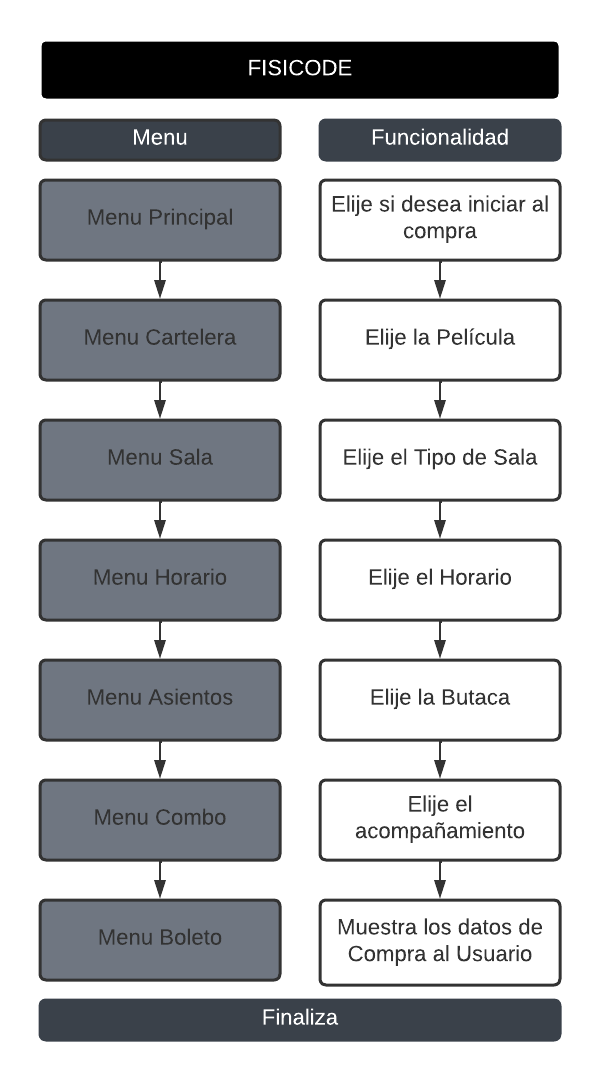 FISICODE
Menu
Funcionalidad
Menu Principal
Elije si desea iniciar al
compra
Menu Cartelera
Elije la Película
Menu Sala
Elije el Tipo de Sala
Menu Horario
Elije el Horario
Menu Asientos
Elije la Butaca
Menu Combo
Elije el
acompañamiento
Menu Boleto
Muestra los datos de
Compra al Usuario
Finaliza